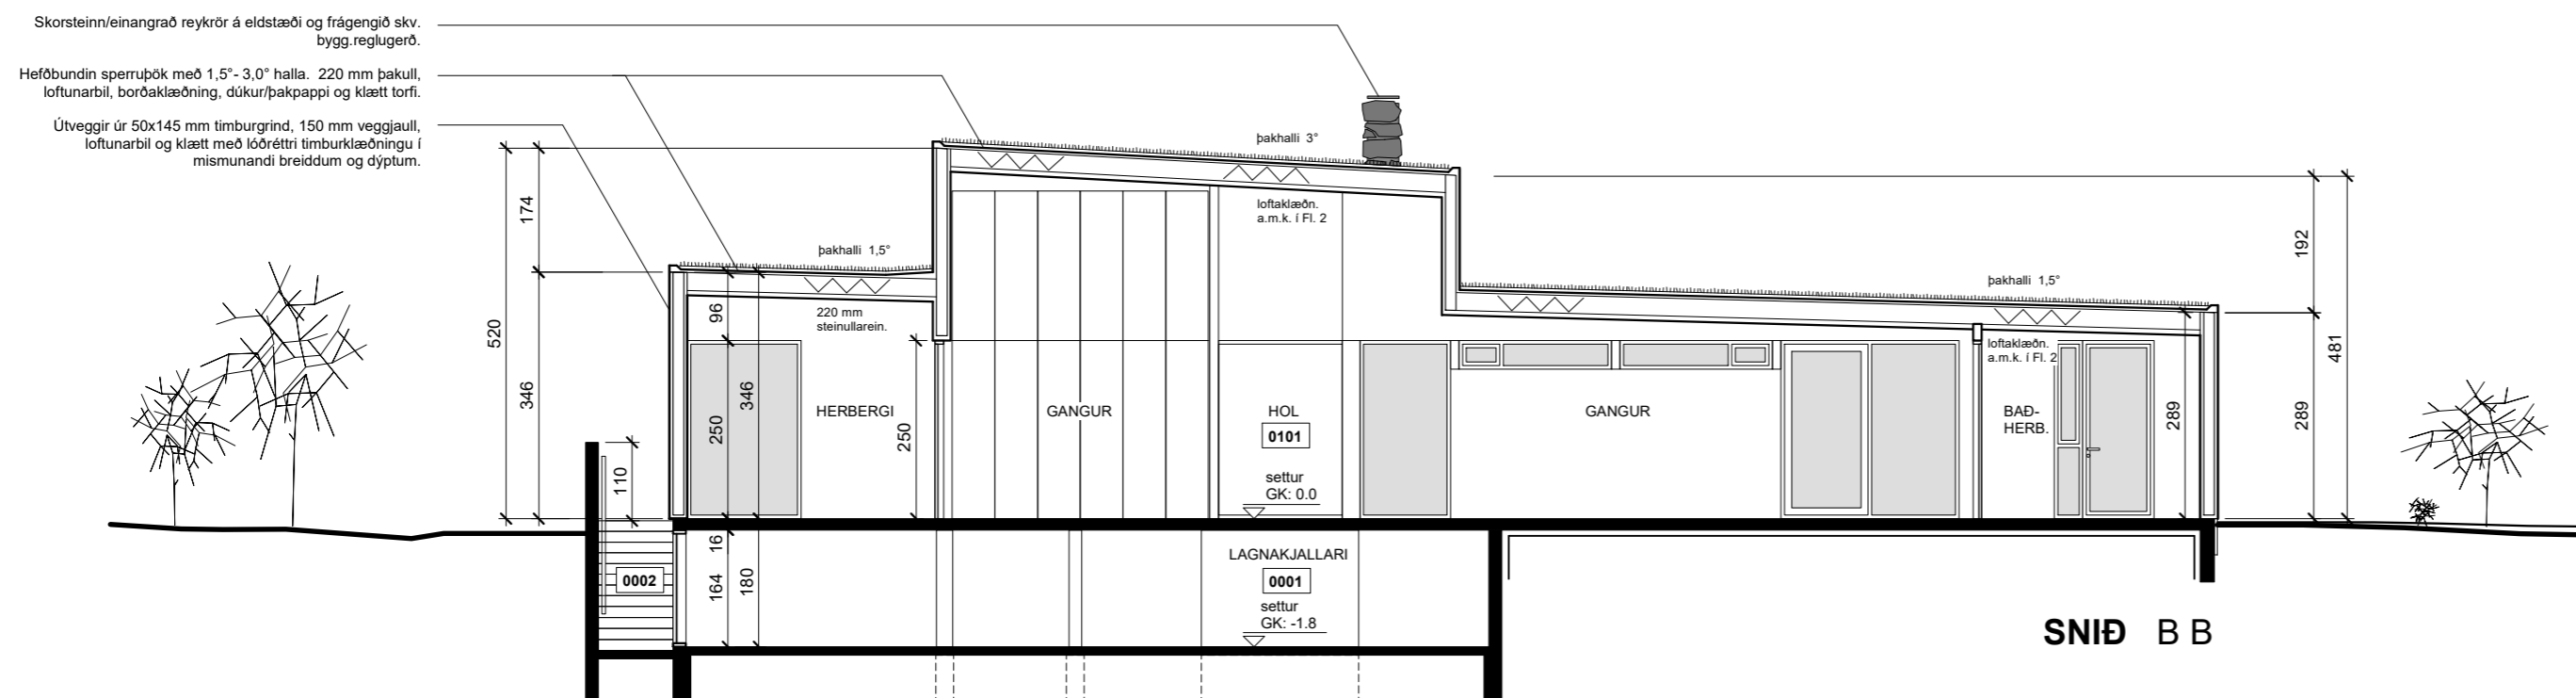 Skorsteinn/einangrað reykrör á eldstæði og frágengið skv.
bygg.reglugerð.
Hefðbundin sperruþök með 1,5°- 3,0° halla. 220 mm þakull,
loftunarbil, borðaklæðning, dúkur/þakpappi og klætt torfi.
Útveggir úr 50x145 mm timburgrind, 150 mm veggjaull,
loftunarbil og klætt með lóðréttri timburklæðningu í
mismunandi breiddum og dýptum.
þakhalli 3°
174
loftaklæðn.
a.m.k. í Fl. 2
192
þakhalli 1,5°
þakhalli 1,5°
96
220 mm
steinullarein.
520
loftaklæðn.
a.m.k. í Fl. 2
481
346
346
250
250
HERBERGI
GANGUR
HOL
0101
GANGUR
BAÐ-
HERB.
289
289
110
settur
GK: 0.0
16
LAGNAKJALLARI
0002
164
180
0001
settur
GK: -1.8
SNIÐ B B